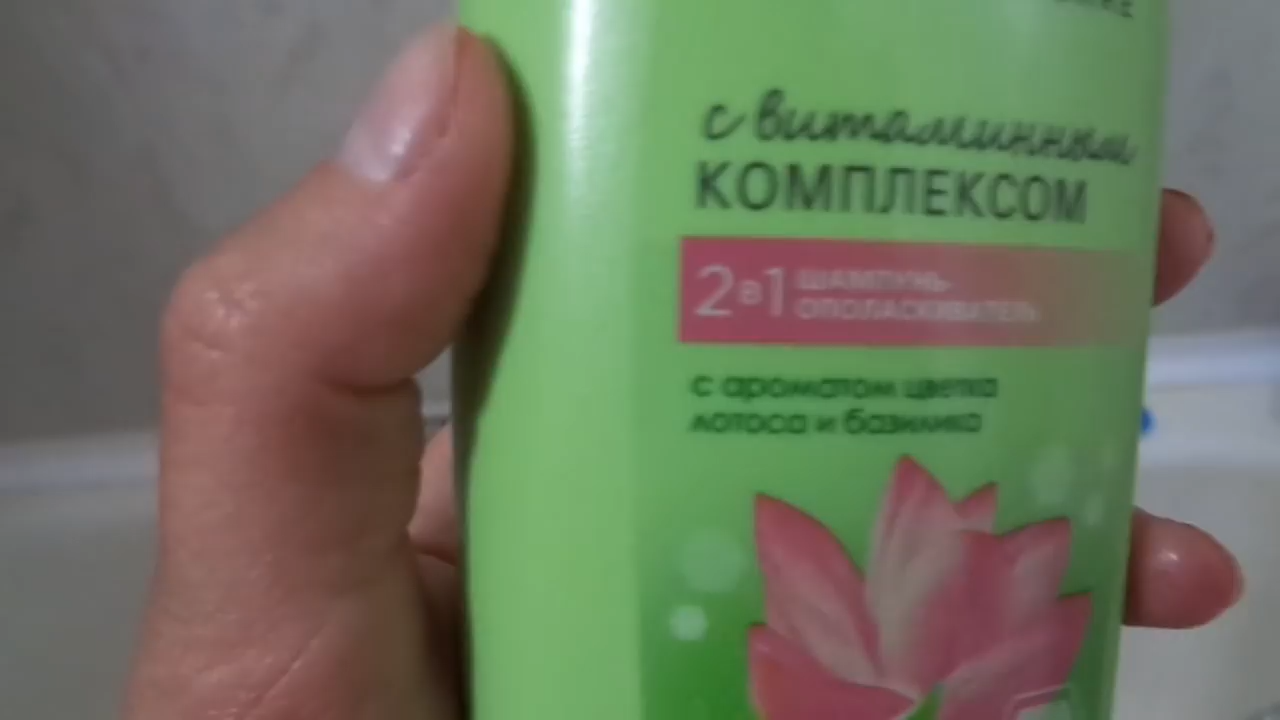 с витаминным
КОМПЛЕКСОМ
2в1 ШАМПУНЬ-
ОПОЛАСКИВАТЕЛЬ
с ароматом цветка
лотоса и базилика